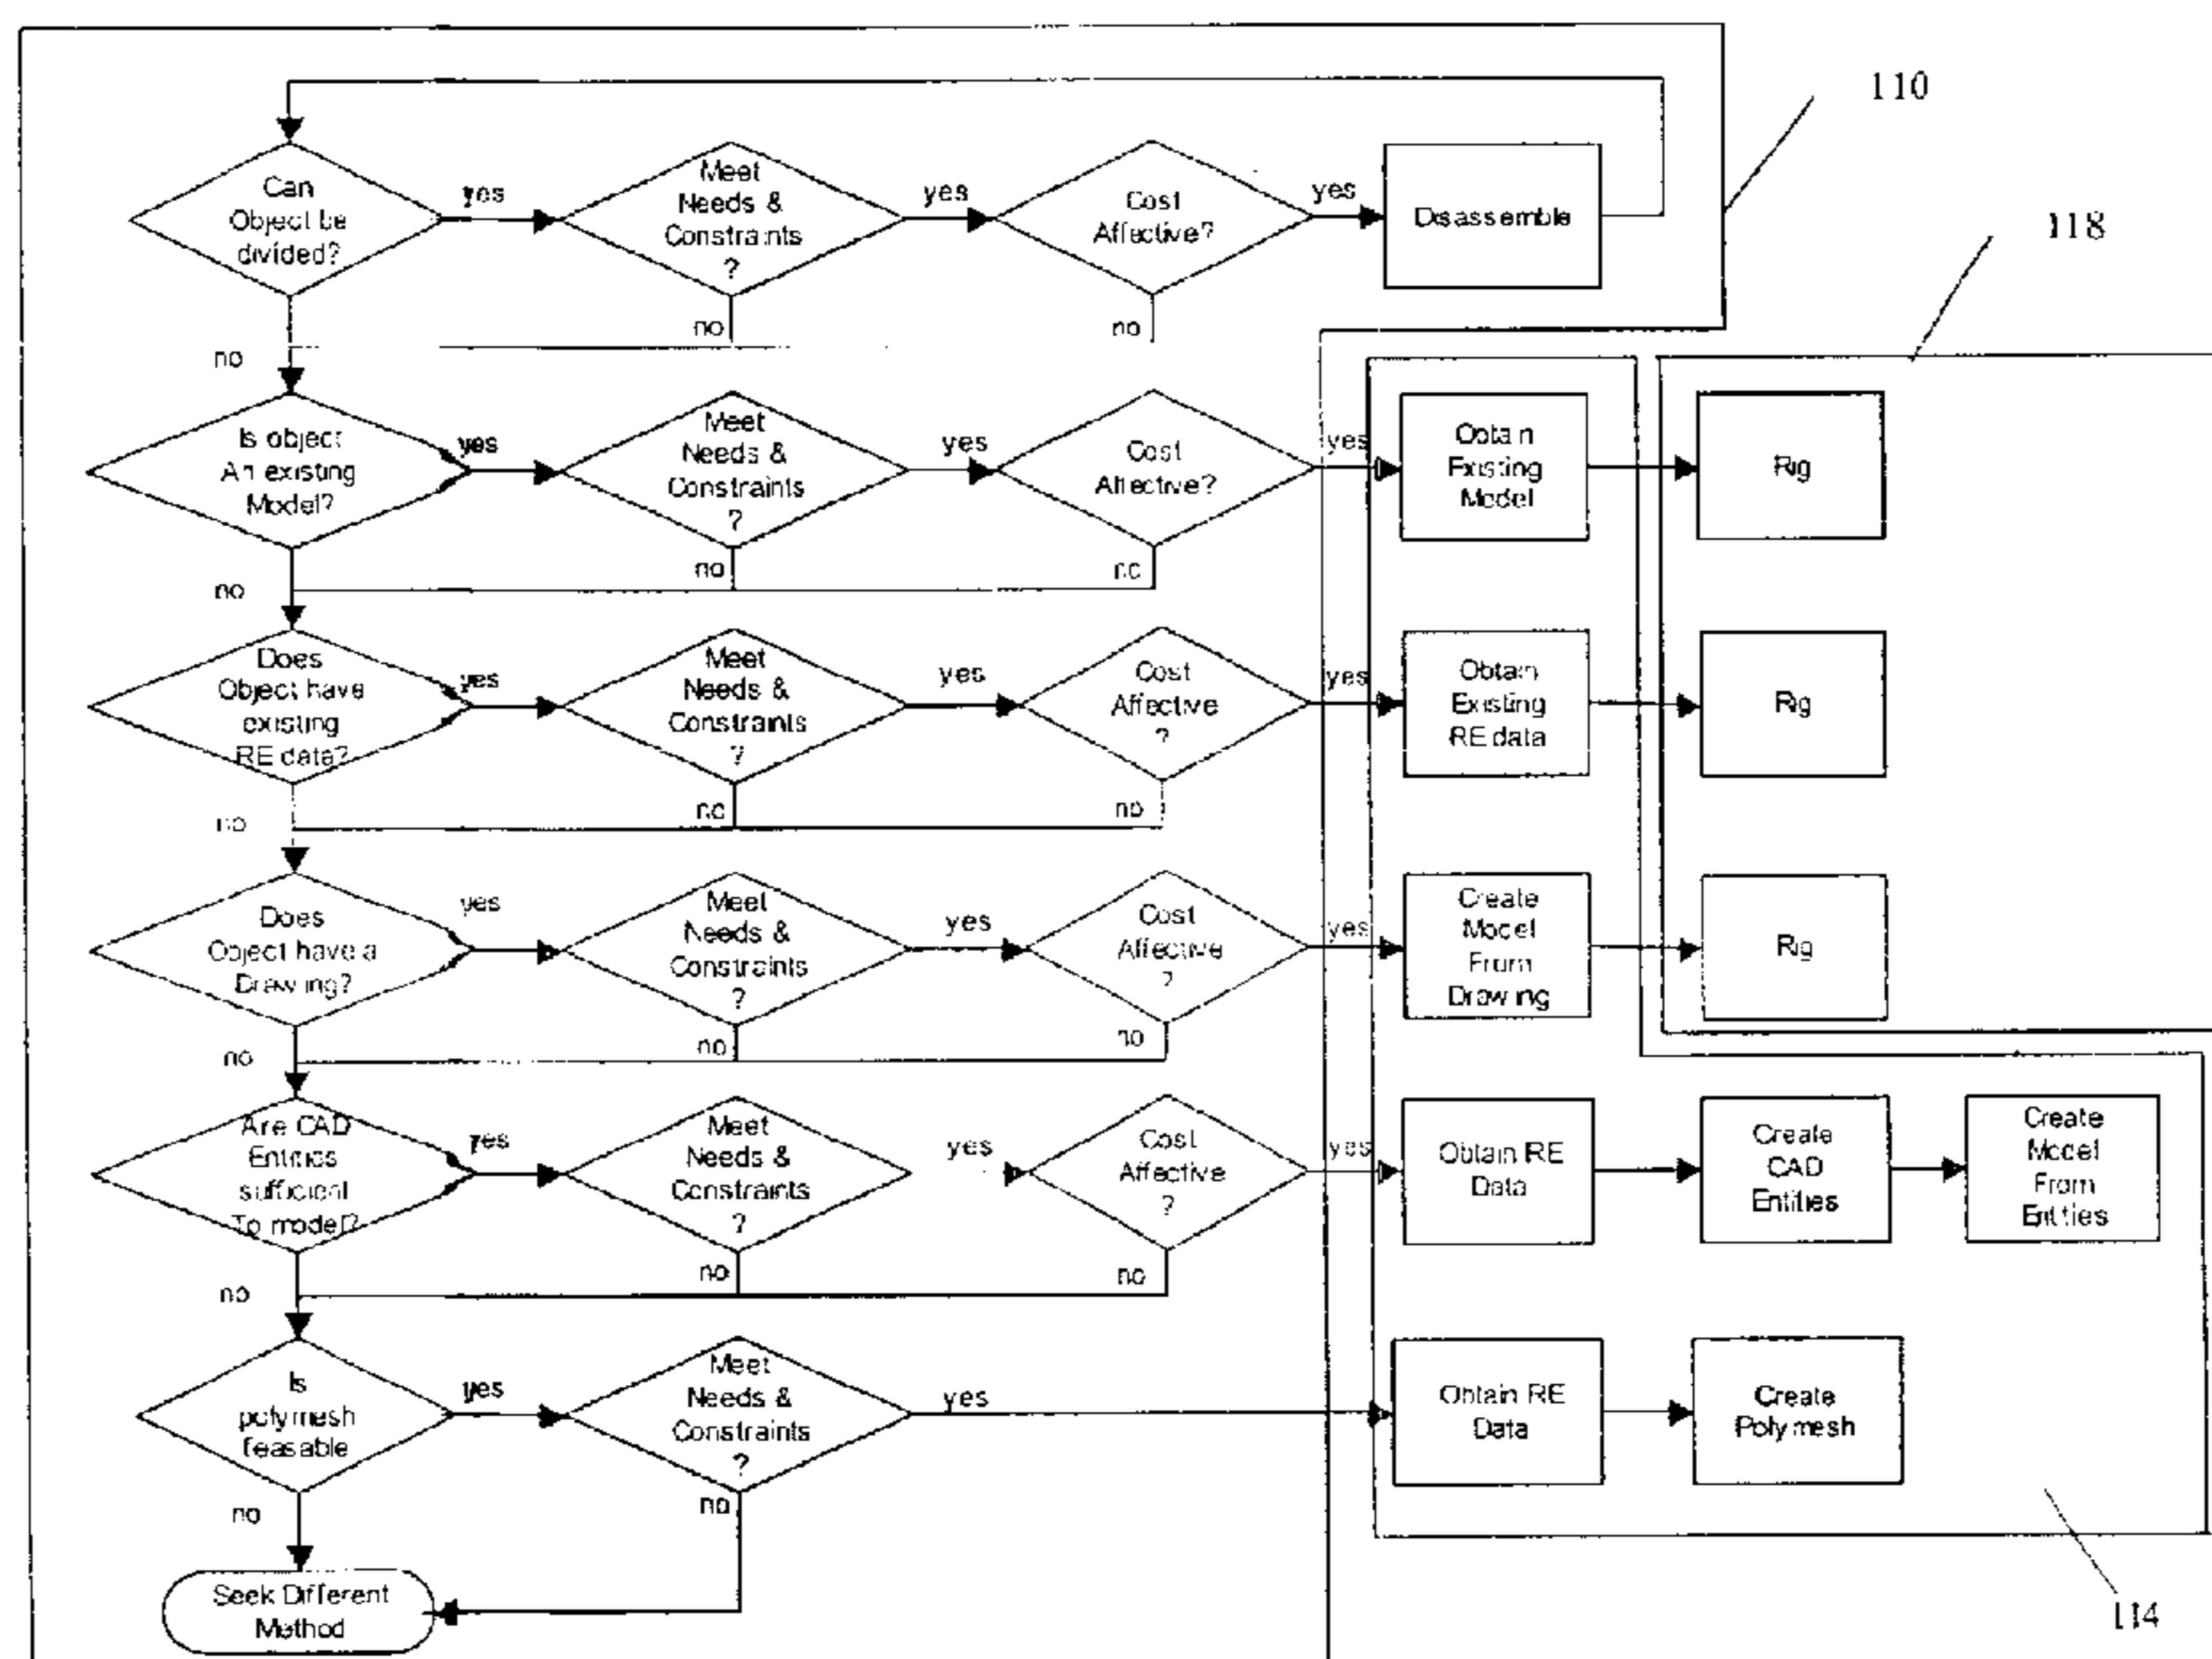 110
118
Can
Object be
divided?
yes
Meet
Needs &
Constraints
?
yes
Cost
Affective?
yes
Disassemble
no
no
no
Is object
An existing
Model?
yes
Meet
Needs &
Constraints
?
yes
Cost
Affective?
yes
Obtain
Existing
Model
Rig
no
no
no
Does
Object have
existing
RE data?
yes
Meet
Needs &
Constraints
?
yes
Cost
Affective
?
yes
Obtain
Existing
RE data
Rig
no
no
no
Does
Object have a
Drawing?
yes
Meet
Needs &
Constraints
?
yes
Cost
Affective
?
yes
Create
Model
From
Drawing
Rig
no
no
no
Are CAD
Entities
sufficient
To model?
yes
Meet
Needs &
Constraints
?
yes
Cost
Affective
?
yes
Obtain RE
Data
Create
CAD
Entities
Create
Model
From
Entities
no
no
no
Is
polymesh
feasable
yes
Meet
Needs &
Constraints
?
yes
Obtain RE
Data
Create
Polymesh
no
no
Seek Different
Method
114